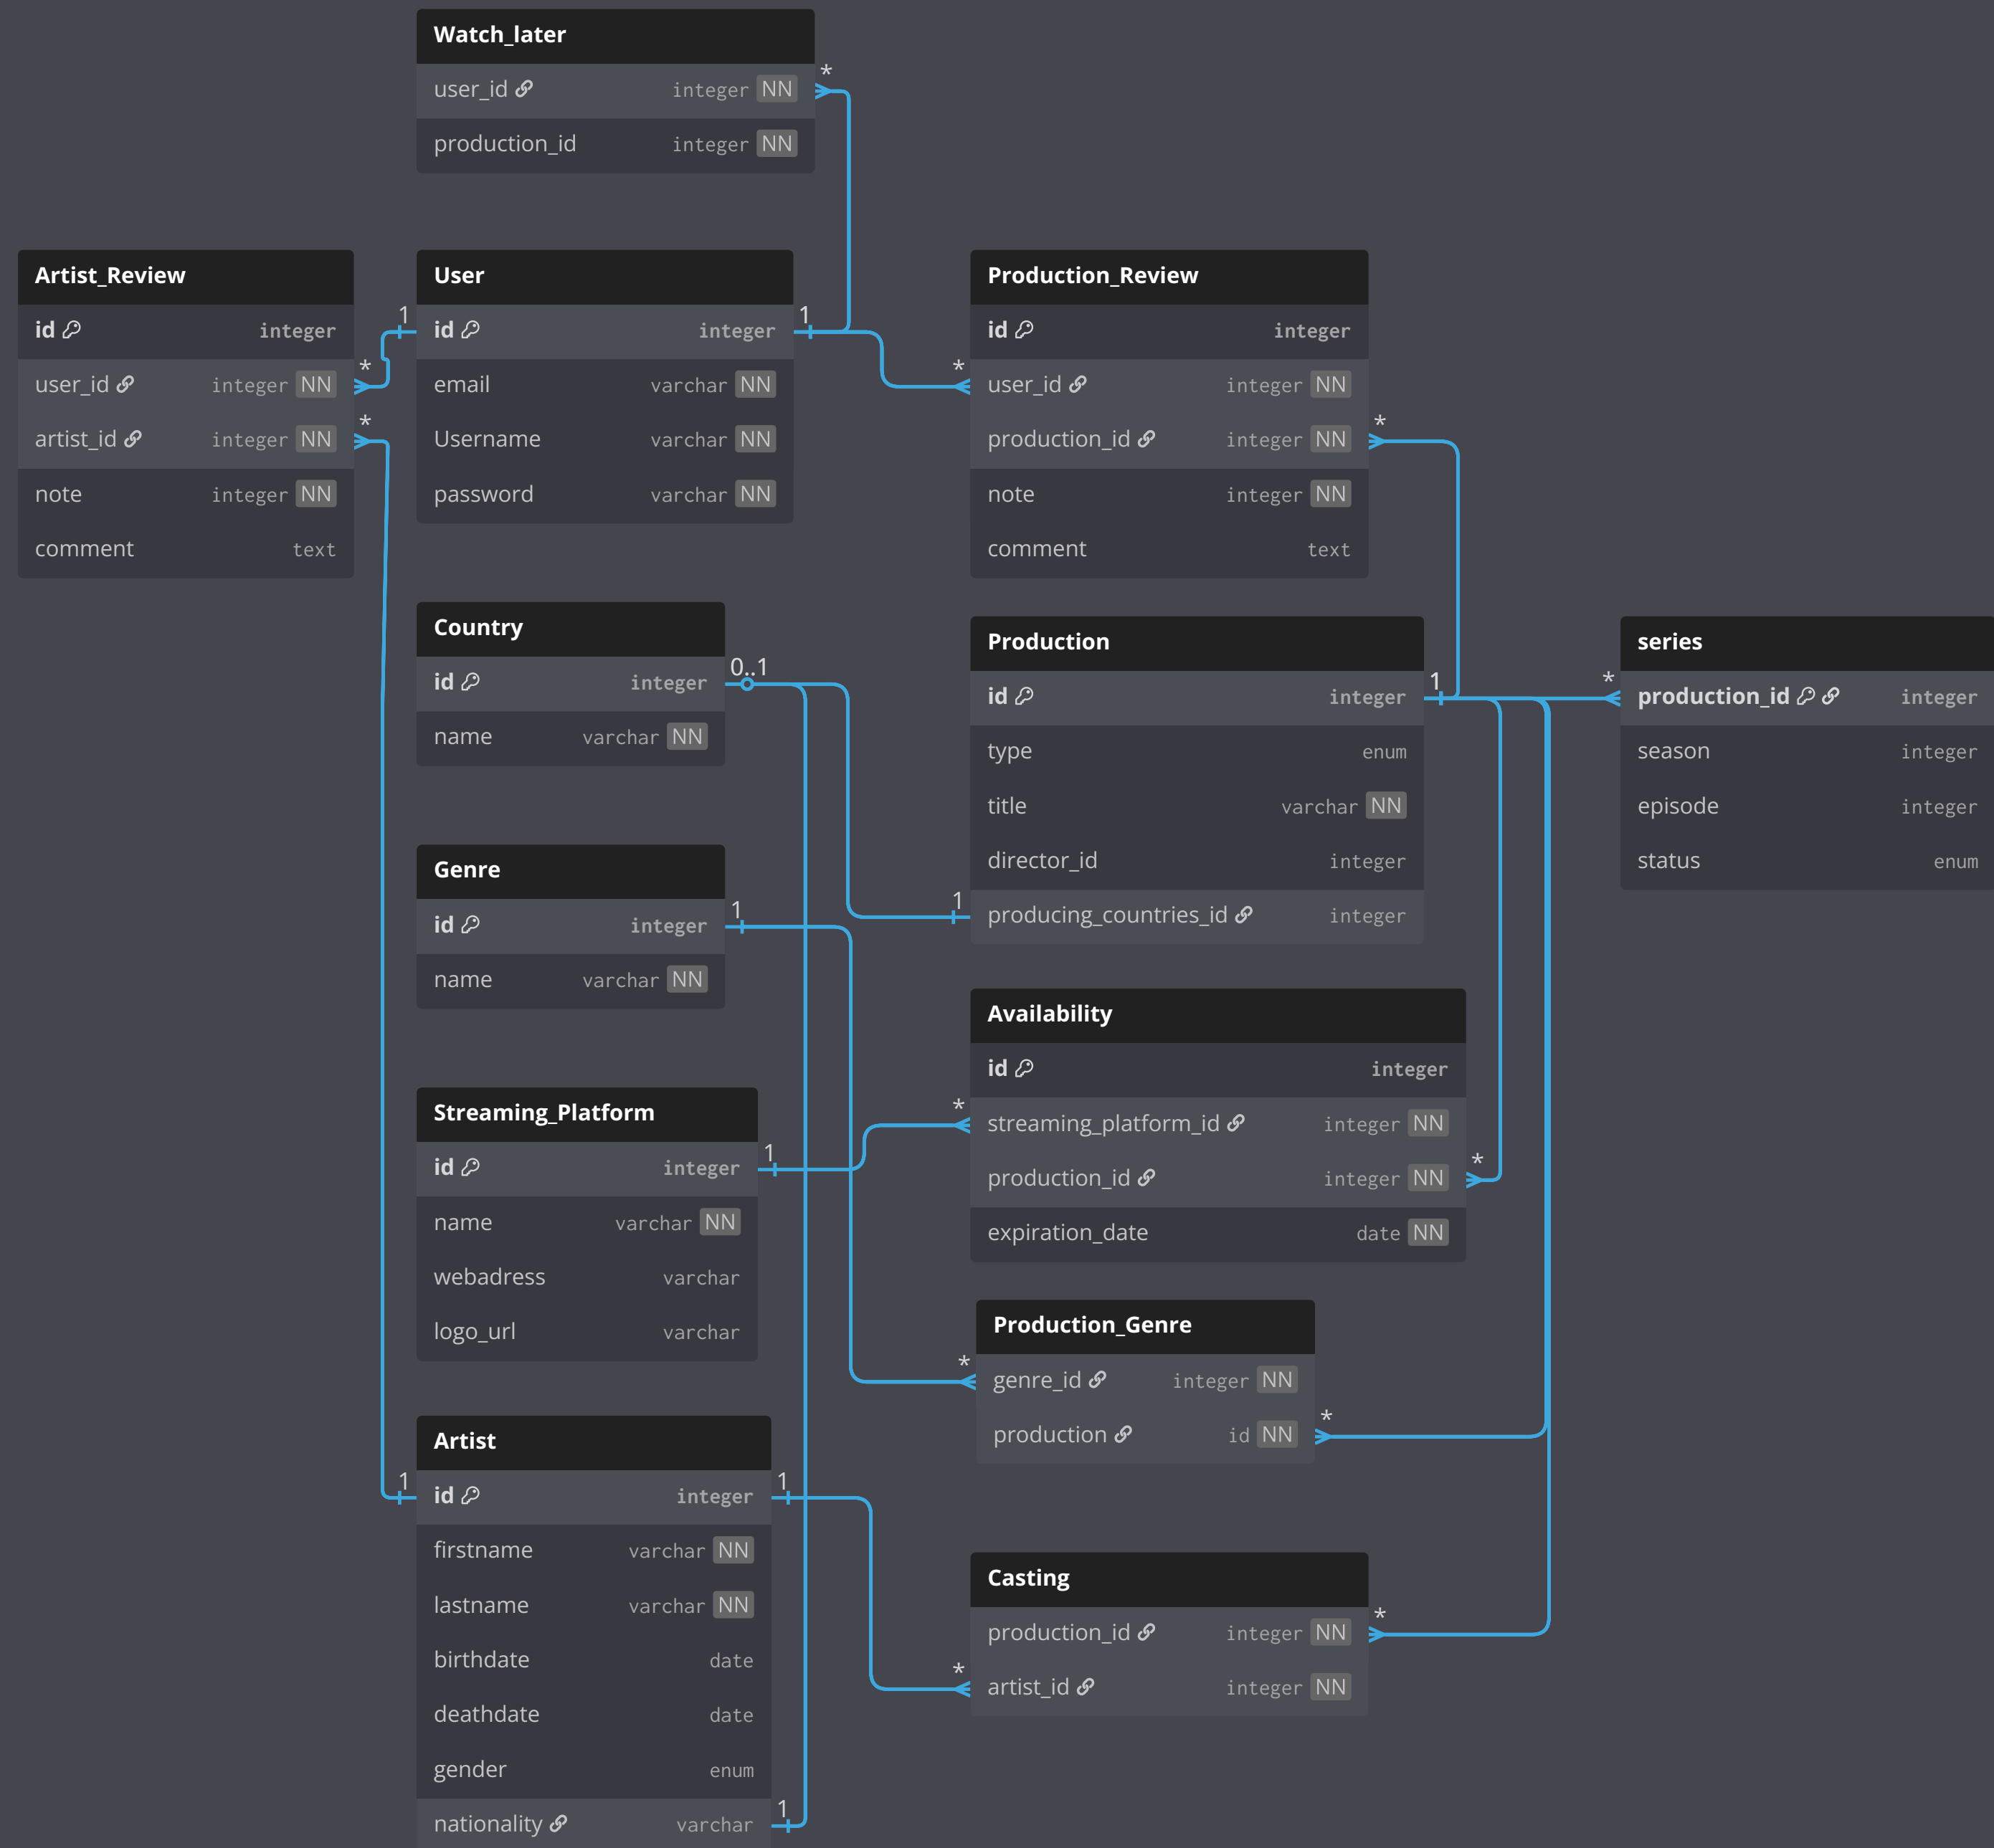 Watch_later
user_id integer NN
production_id integer NN
*
Artist_Review
id integer
user_id integer NN
artist_id integer NN
note integer NN
comment text
*
*
1
User
id integer
email varchar NN
Username varchar NN
password varchar NN
1
Production_Review
id integer
user_id integer NN
production_id integer NN
note integer NN
comment text
*
*
Country
id integer
name varchar NN
0..1
Production
id integer
type enum
title varchar NN
director_id integer
producing_countries_id integer
1
1
series
production_id integer
season integer
episode integer
status enum
*
Genre
id integer
name varchar NN
1
Availability
id integer
streaming_platform_id integer NN
production_id integer NN
expiration_date date NN
*
*
Streaming_Platform
id integer
name varchar NN
webadress varchar
logo_url varchar
1
Production_Genre
genre_id integer NN
production id NN
*
*
Artist
id integer
firstname varchar NN
lastname varchar NN
birthdate date
deathdate date
gender enum
nationality varchar
1
1
1
Casting
production_id integer NN
artist_id integer NN
*
*